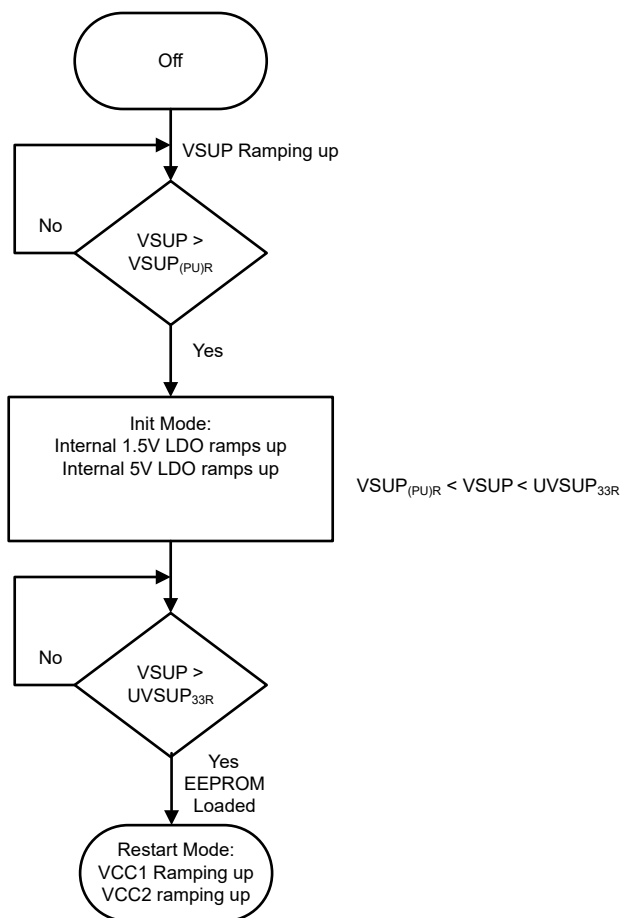 Off
VSUP Ramping up
No
VSUP >
VSUP(PU)R
Yes
Init Mode:
Internal 1.5V LDO ramps up
Internal 5V LDO ramps up
VSUP(PU)R < VSUP < UVSUP33R
No
VSUP >
UVSUP33R
Yes
EEPROM
Loaded
Restart Mode:
VCC1 Ramping up
VCC2 ramping up